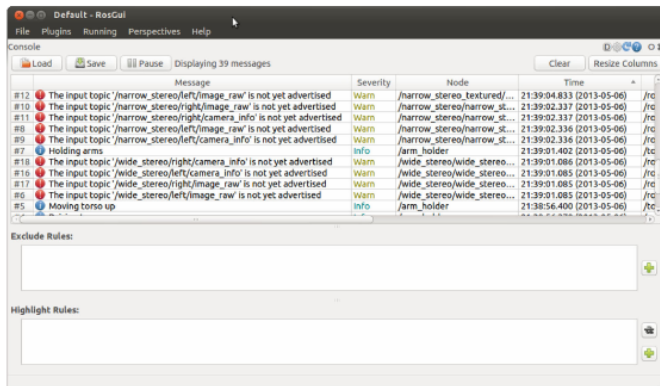 Default - RosGui
File Plugins Running Perspectives Help
Console
Load Save Pause Displaying 39 messages Clear Resize Columns
Message Severity Node Time
#12 The input topic '/narrow_stereo/left/image_raw' is not yet advertised Warn /narrow_stereo_textured/... 21:39:04.833 (2013-05-06)
#10 The input topic '/narrow_stereo/right/image_raw' is not yet advertised Warn /narrow_stereo/narrow_st... 21:39:02.337 (2013-05-06)
#11 The input topic '/narrow_stereo/right/camera_info' is not yet advertised Warn /narrow_stereo/narrow_st... 21:39:02.337 (2013-05-06)
#8 The input topic '/narrow_stereo/left/image_raw' is not yet advertised Warn /narrow_stereo/narrow_st... 21:39:02.336 (2013-05-06)
#9 The input topic '/narrow_stereo/left/camera_info' is not yet advertised Warn /narrow_stereo/narrow_st... 21:39:02.336 (2013-05-06)
#7 Holding arms Info /arm_holder 21:39:01.402 (2013-05-06)
#18 The input topic '/wide_stereo/right/camera_info' is not yet advertised Warn /wide_stereo/wide_stereo... 21:39:01.086 (2013-05-06)
#16 The input topic '/wide_stereo/left/camera_info' is not yet advertised Warn /wide_stereo/wide_stereo... 21:39:01.085 (2013-05-06)
#17 The input topic '/wide_stereo/right/image_raw' is not yet advertised Warn /wide_stereo/wide_stereo... 21:39:01.085 (2013-05-06)
#6 The input topic '/wide_stereo/left/image_raw' is not yet advertised Warn /wide_stereo/wide_stereo... 21:39:01.085 (2013-05-06)
#5 Moving torso up Info /arm_holder 21:38:56.400 (2013-05-06)
Exclude Rules:
Highlight Rules: